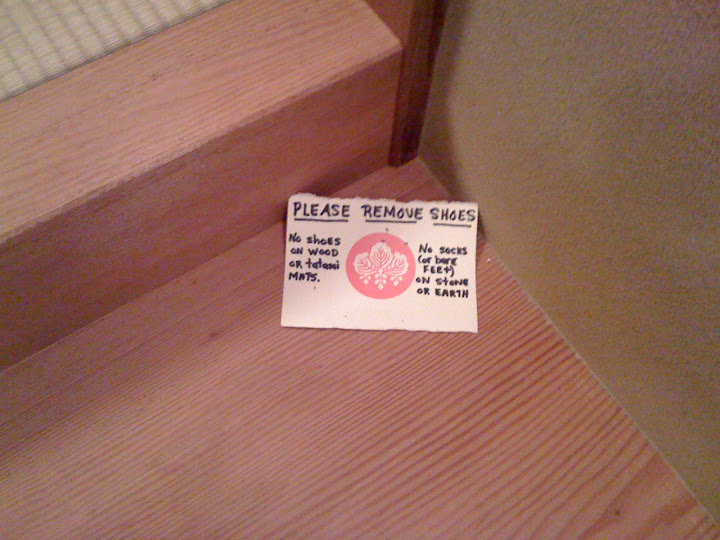 PLEASE REMOVE SHOES
No SHOES
ON WOOD
OR tatami
MATS.
No SOCKS
(or bare
FEET)
ON STONE
OR EARTH